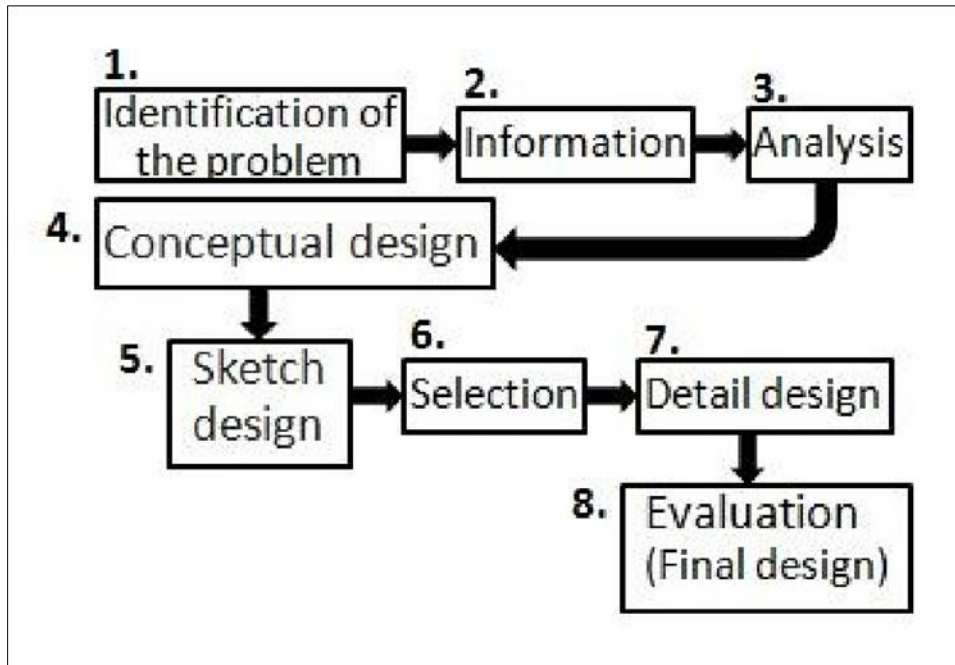 1.
Identification of
the problem
2.
Information
3.
Analysis
4.
Conceptual design
5.
Sketch
design
6.
Selection
7.
Detail design
8.
Evaluation
(Final design)